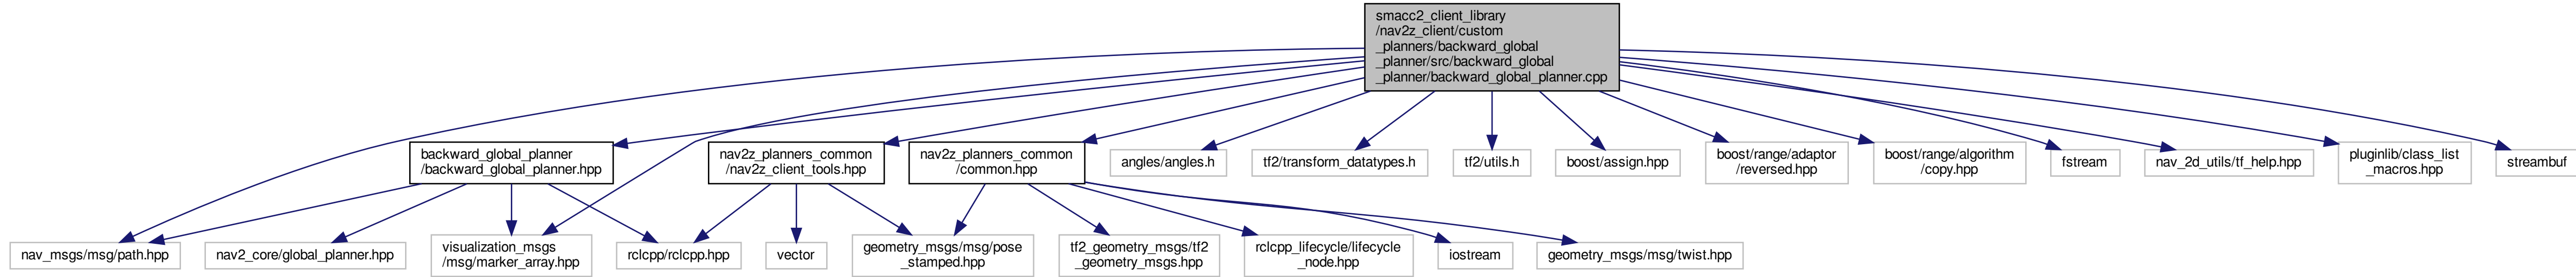 smacc2_client_library
/nav2z_client/custom
_planners/backward_global
_planner/src/backward_global
_planner/backward_global_planner.cpp
backward_global_planner
/backward_global_planner.hpp
nav2z_planners_common
/nav2z_client_tools.hpp
nav2z_planners_common
/common.hpp
angles/angles.h
tf2/transform_datatypes.h
tf2/utils.h
boost/assign.hpp
boost/range/adaptor
/reversed.hpp
boost/range/algorithm
/copy.hpp
fstream
nav_2d_utils/tf_help.hpp
pluginlib/class_list
_macros.hpp
streambuf
nav_msgs/msg/path.hpp
nav2_core/global_planner.hpp
visualization_msgs
/msg/marker_array.hpp
rclcpp/rclcpp.hpp
vector
geometry_msgs/msg/pose
_stamped.hpp
tf2_geometry_msgs/tf2
_geometry_msgs.hpp
rclcpp_lifecycle/lifecycle
_node.hpp
iostream
geometry_msgs/msg/twist.hpp